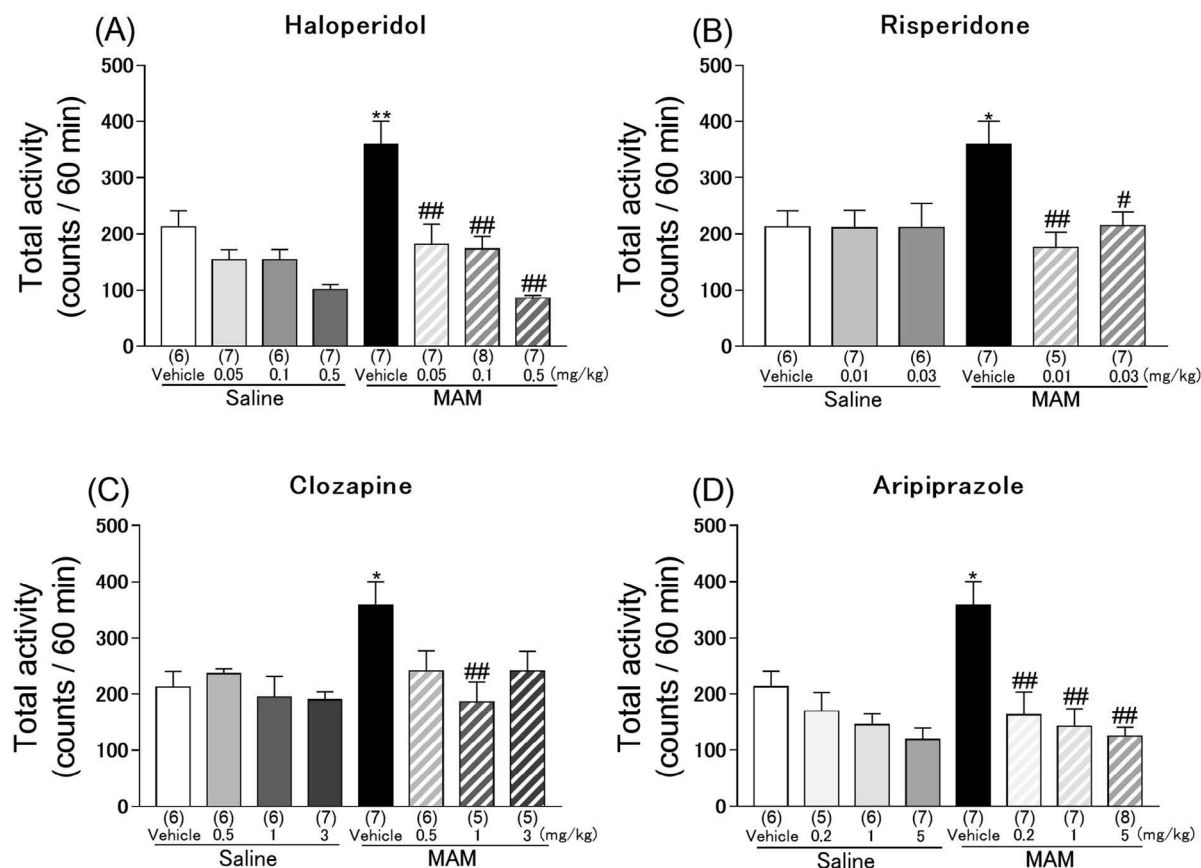 (A) Haloperidol
Total activity
(counts / 60 min)
500
400
300
200
100
0
**
##
##
##
(6) (7) (6) (7) (7) (7) (8) (7)
Vehicle 0.05 0.1 0.5 Vehicle 0.05 0.1 0.5 (mg/kg)
Saline MAM
(B) Risperidone
Total activity
(counts / 60 min)
500
400
300
200
100
0
*
##
#
(6) (7) (6) (7) (5) (7)
Vehicle 0.01 0.03 Vehicle 0.01 0.03 (mg/kg)
Saline MAM
(C) Clozapine
Total activity
(counts / 60 min)
500
400
300
200
100
0
*
##
(6) (6) (6) (7) (7) (6) (5) (5)
Vehicle 0.5 1 3 Vehicle 0.5 1 3 (mg/kg)
Saline MAM
(D) Aripiprazole
Total activity
(counts / 60 min)
500
400
300
200
100
0
*
##
##
##
(6) (5) (6) (7) (7) (7) (7) (8)
Vehicle 0.2 1 5 Vehicle 0.2 1 5 (mg/kg)
Saline MAM